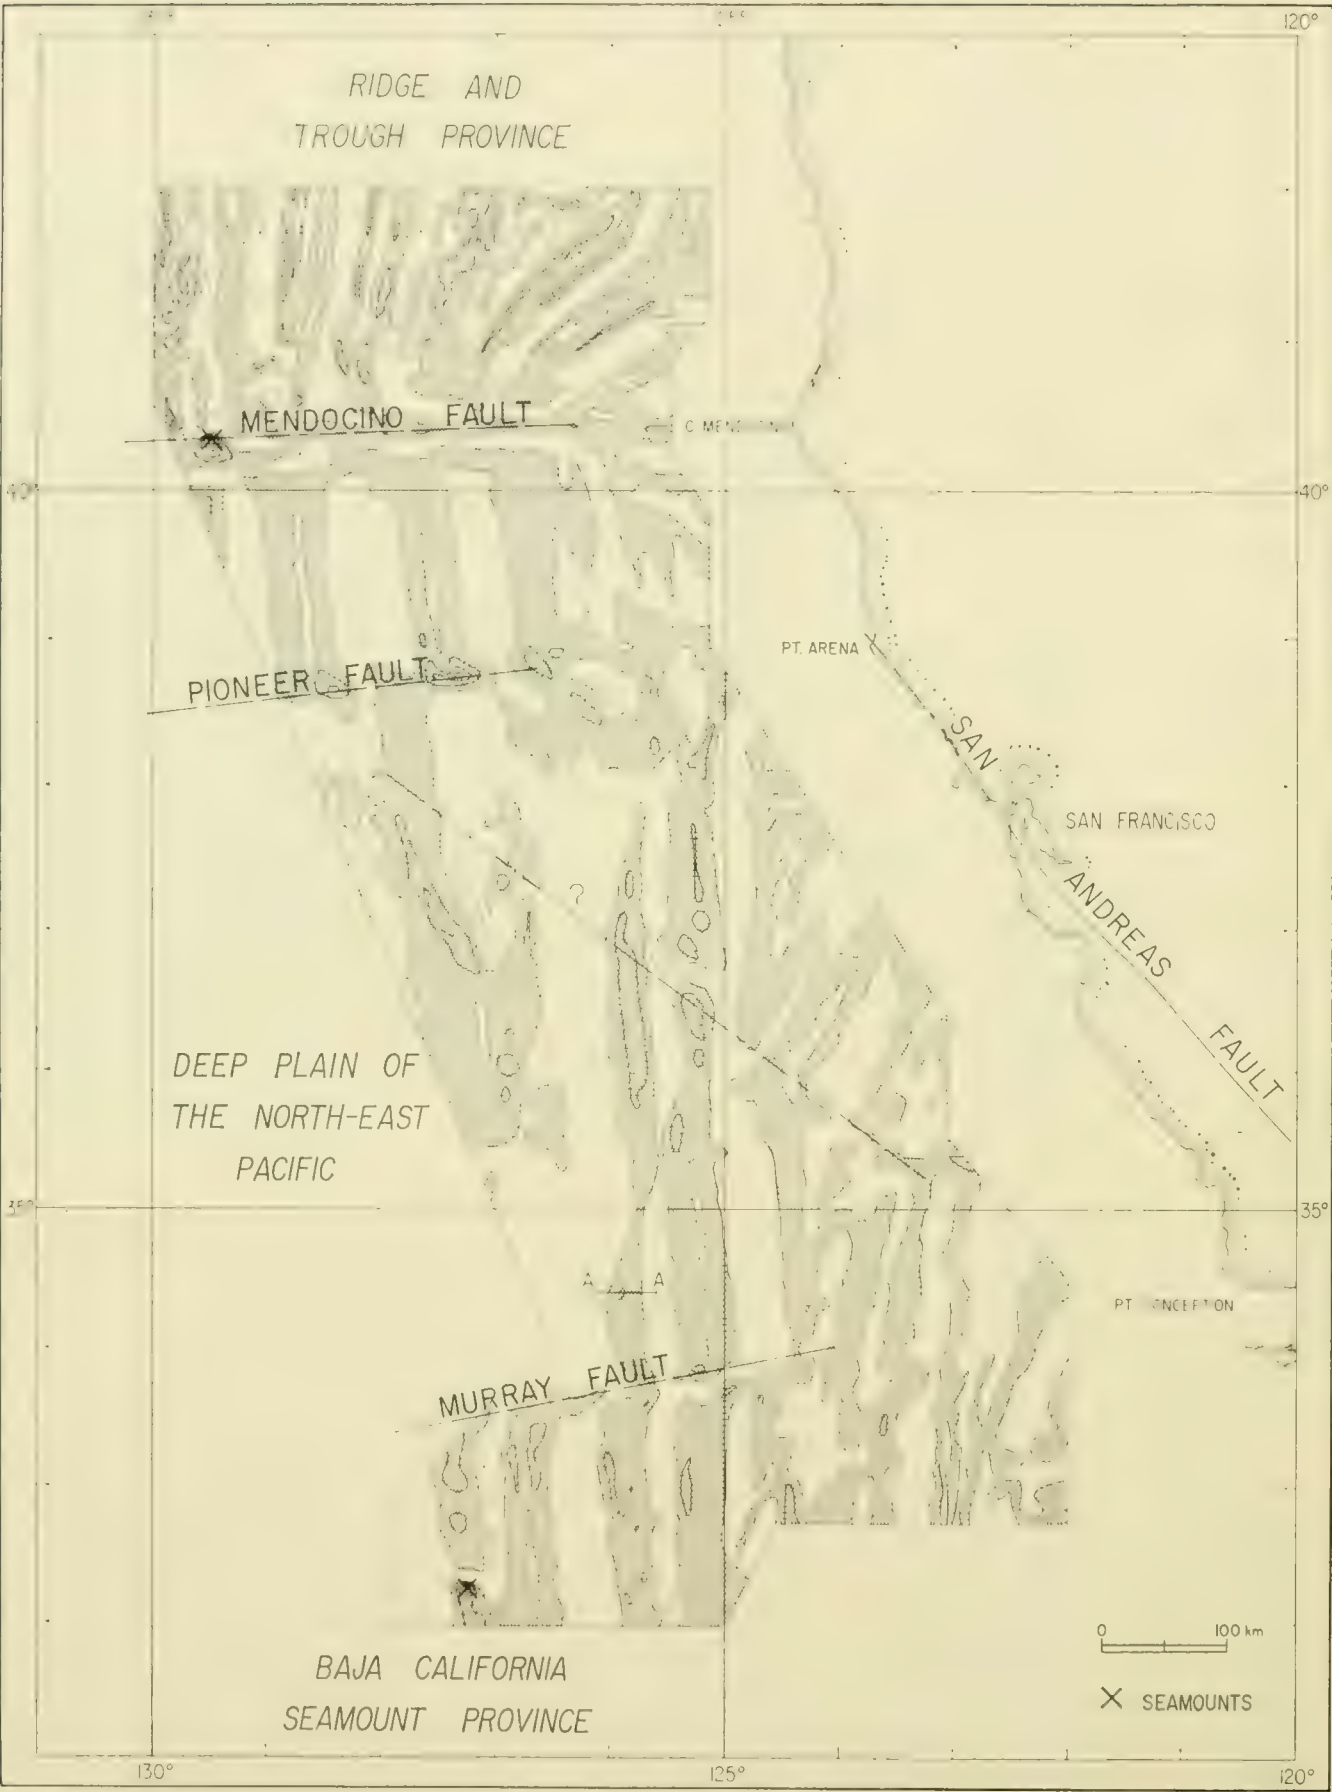 120°
RIDGE AND
TROUGH PROVINCE
MENDOCINO FAULT
40°
40°
PT. ARENA
PIONEER FAULT
SAN ANDREAS FAULT
SAN FRANCISCO
?
DEEP PLAIN OF
THE NORTH-EAST
PACIFIC
35°
35°
A A
PT
MURRAY FAULT
0 100 km
X SEAMOUNTS
BAJA CALIFORNIA
SEAMOUNT PROVINCE
130° 125° 120°